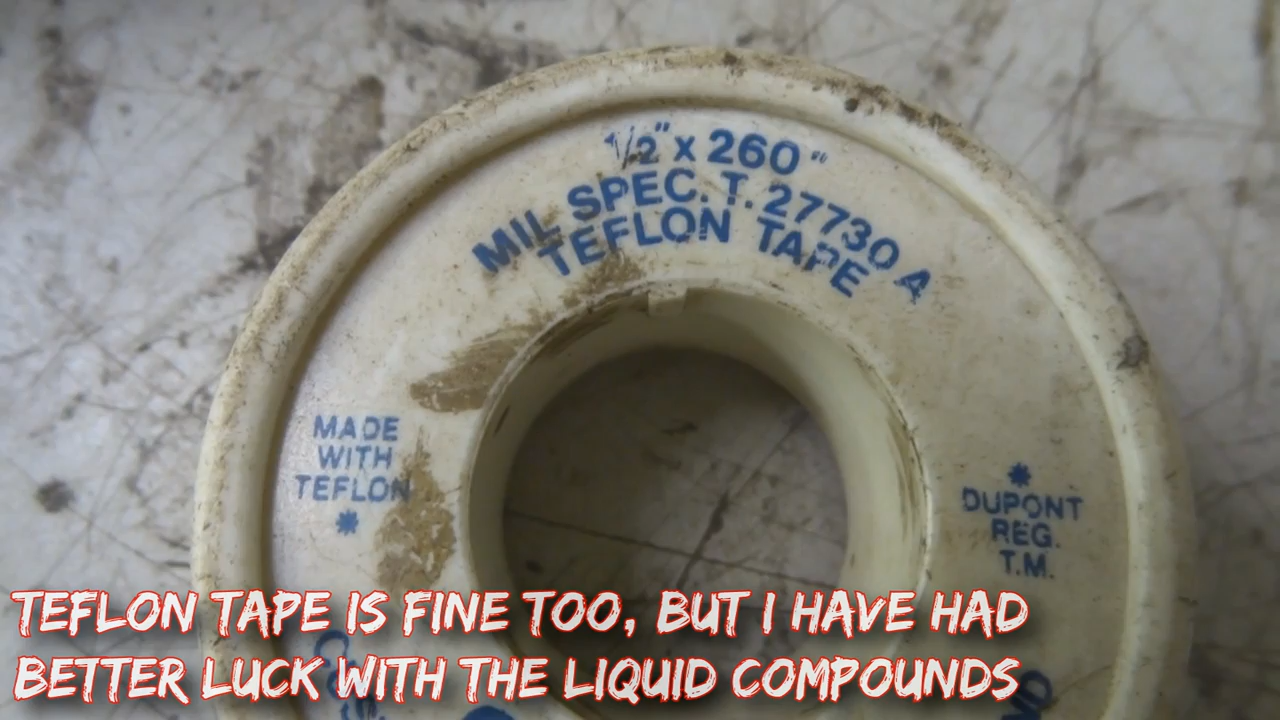 1/2" x 260"
MIL SPEC. T. 27730 A
TEFLON TAPE
MADE
WITH
TEFLON
*
*
DUPONT
REG.
T.M.
TEFLON TAPE IS FINE TOO, BUT I HAVE HAD
BETTER LUCK WITH THE LIQUID COMPOUNDS